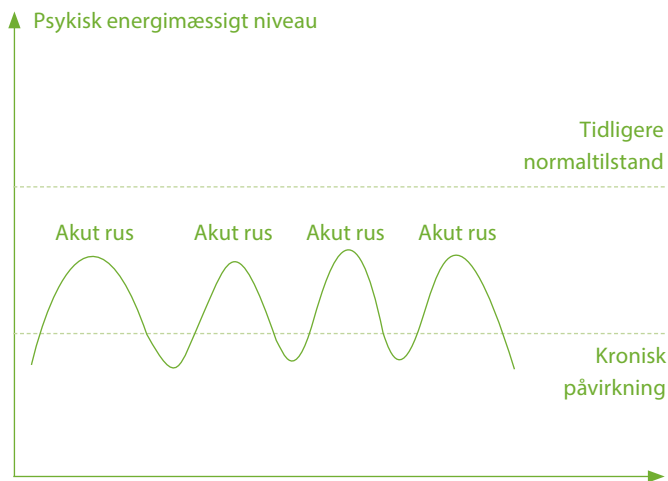 Psykisk energimæssigt niveau
Tidligere
normaltilstand
Akut rus
Akut rus
Akut rus
Akut rus
Kronisk
påvirkning